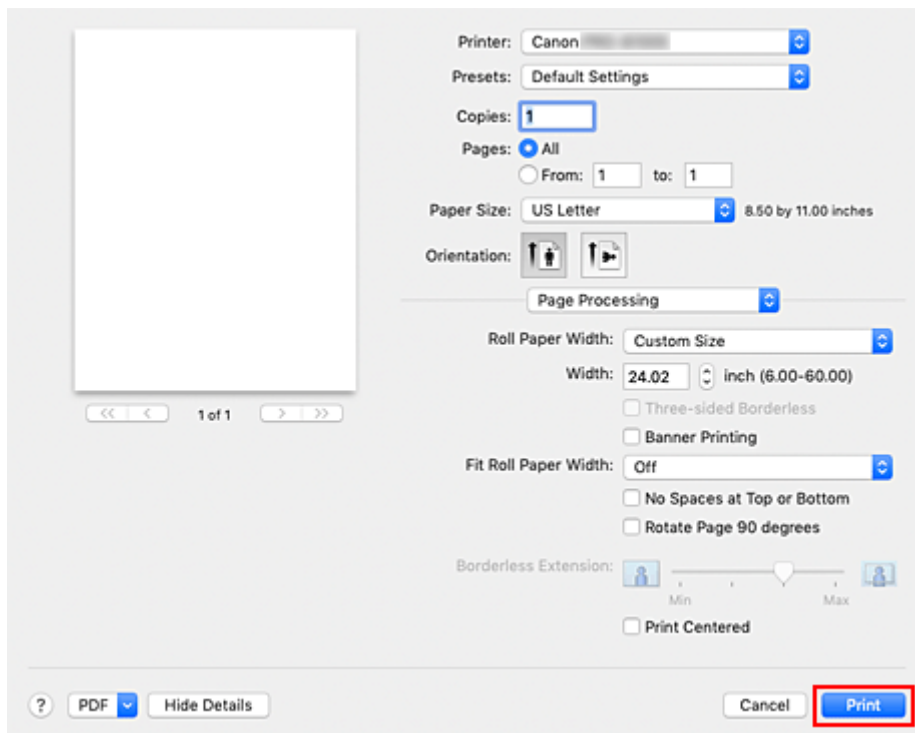 Printer: Canon
Presets: Default Settings
Copies: 1
Pages: All
From: 1 to: 1
Paper Size: US Letter 8.50 by 11.00 inches
Orientation:
Page Processing
Roll Paper Width: Custom Size
Width: 24.02 inch (6.00-60.00)
Three-sided Borderless
1 of 1
Banner Printing
Fit Roll Paper Width: Off
No Spaces at Top or Bottom
Rotate Page 90 degrees
Borderless Extension:
Min Max
Print Centered
? PDF Hide Details Cancel Print